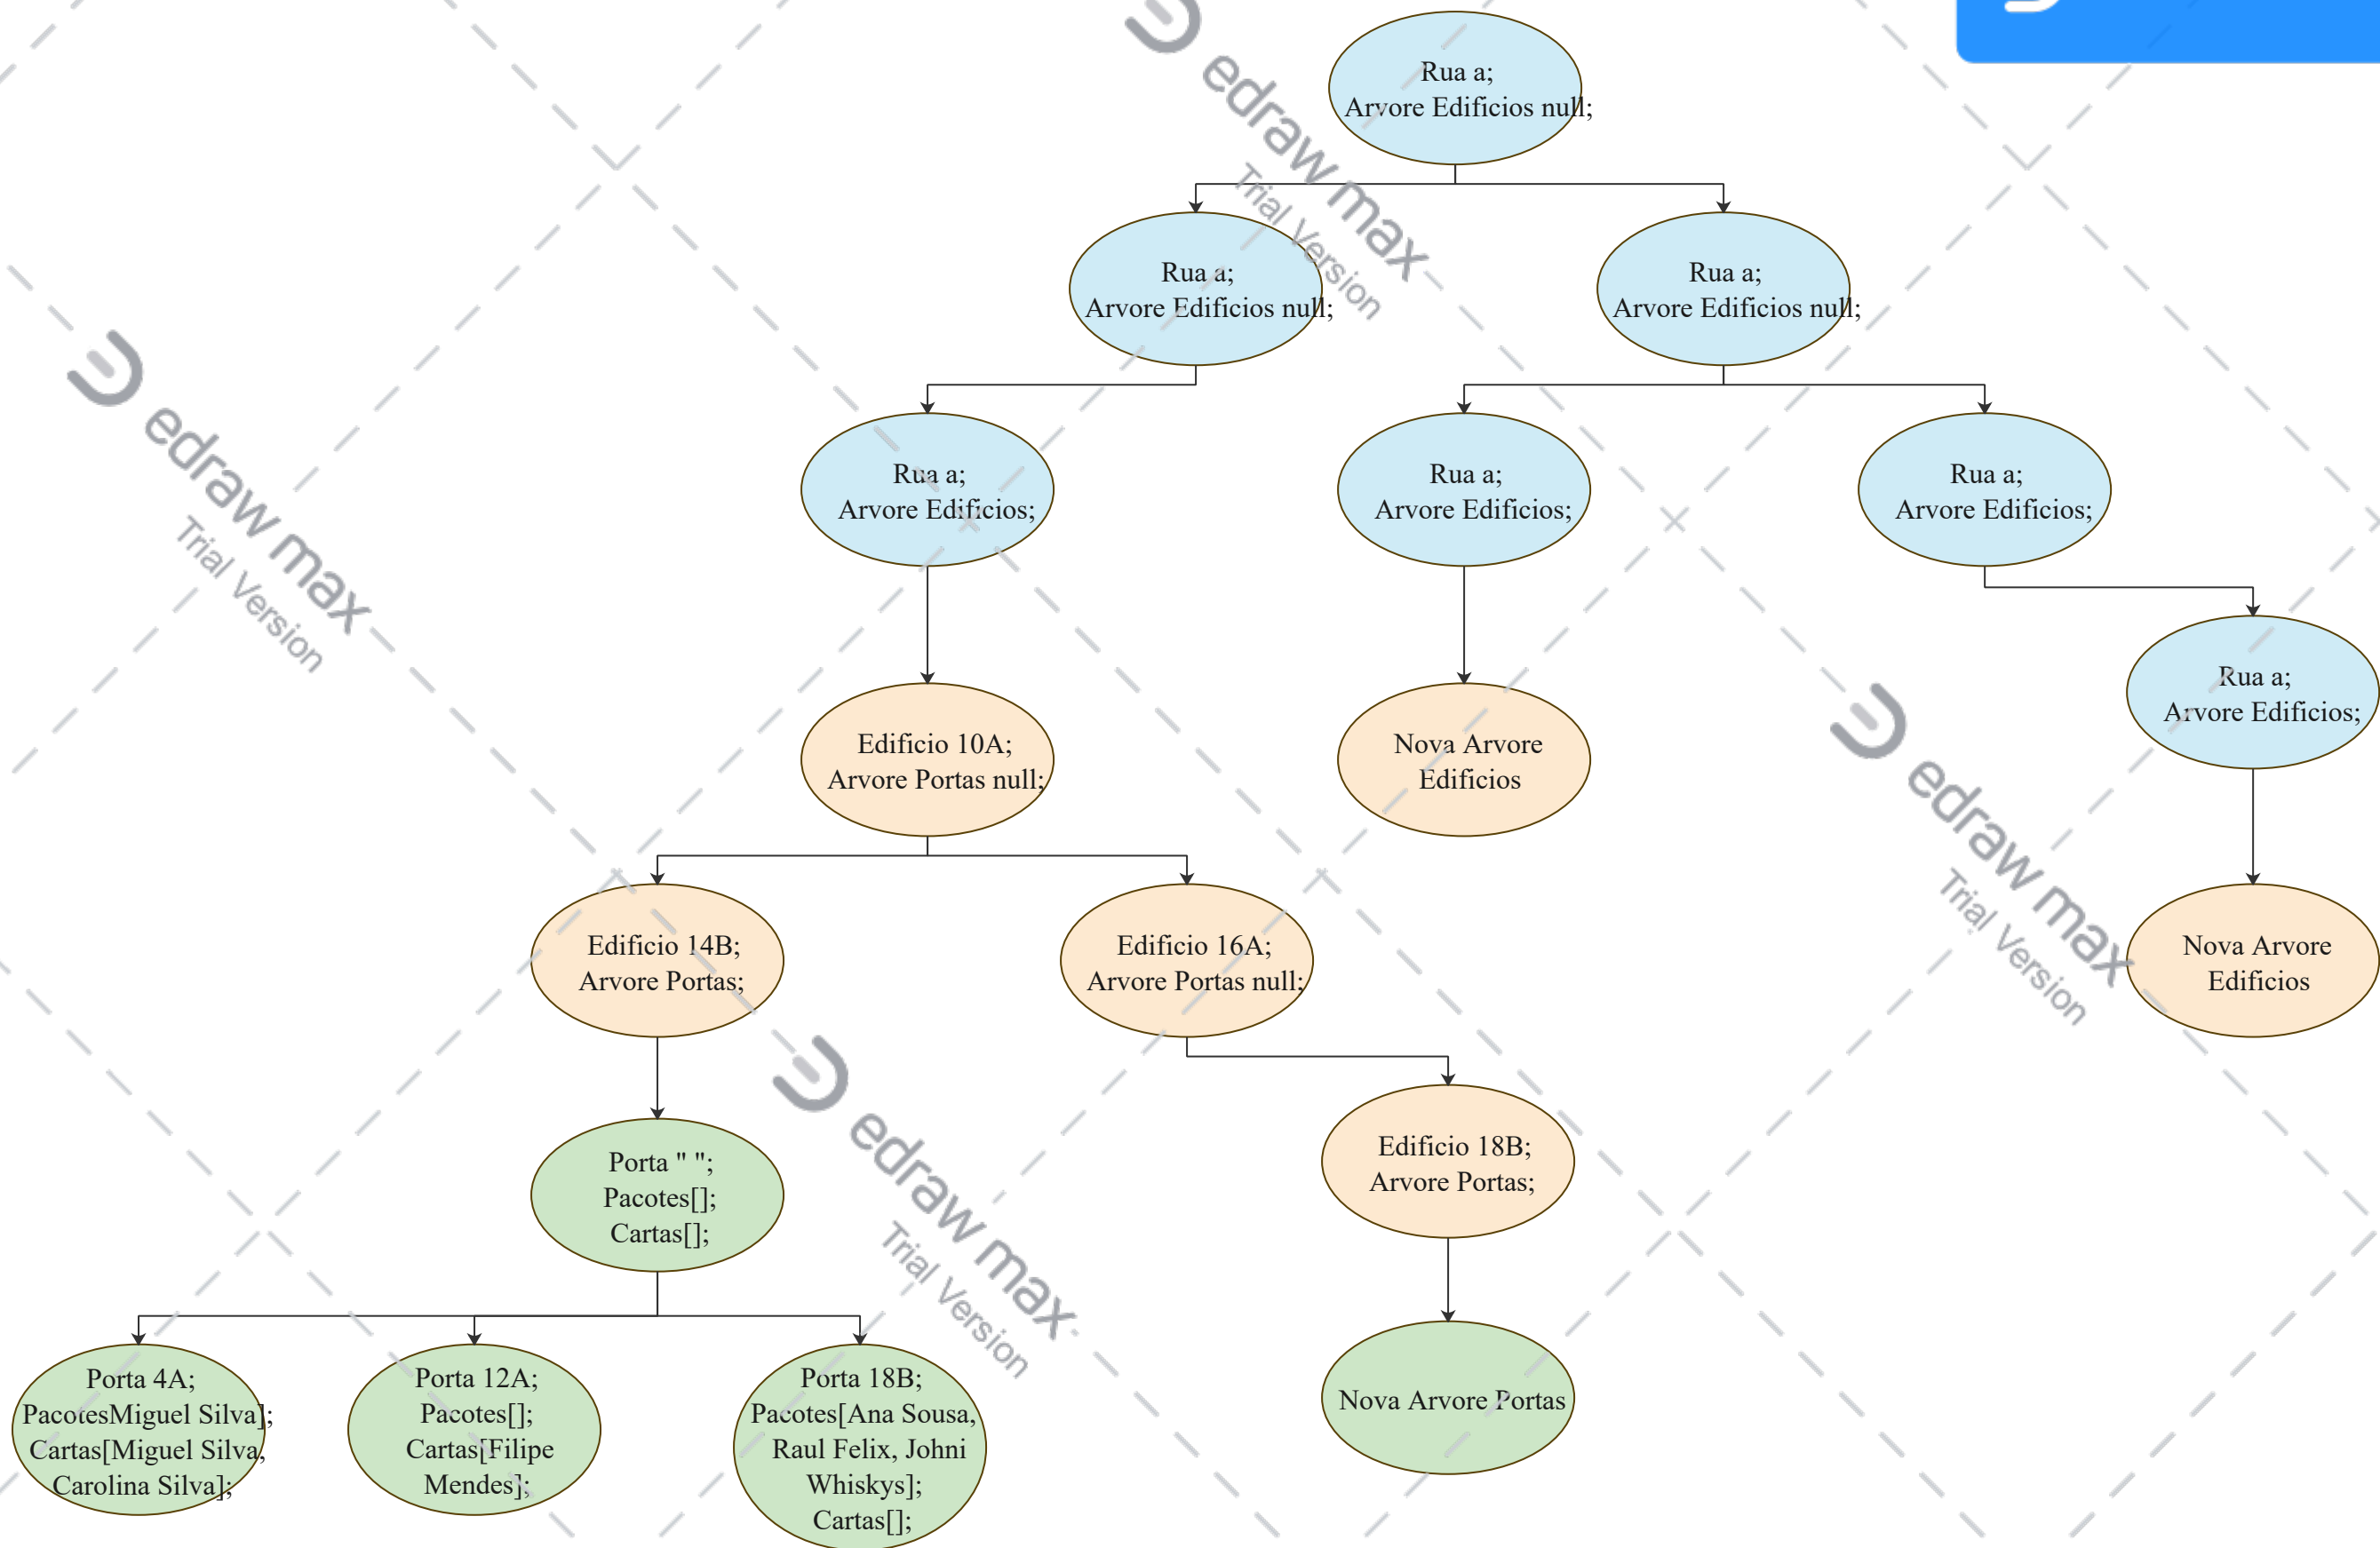 Rua a;
Arvore Edificios null;
Rua a;
Arvore Edificios null;
Rua a;
Arvore Edificios null;
Rua a;
Arvore Edificios;
Rua a;
Arvore Edificios;
Rua a;
Arvore Edificios;
Rua a;
Arvore Edificios;
Edificio 10A;
Arvore Portas null;
Nova Arvore
Edificios
Edificio 14B;
Arvore Portas;
Edificio 16A;
Arvore Portas null;
Nova Arvore
Edificios
Porta " ";
Pacotes[];
Cartas[];
Edificio 18B;
Arvore Portas;
Porta 4A;
PacotesMiguel Silva];
Cartas[Miguel Silva,
Carolina Silva];
Porta 12A;
Pacotes[];
Cartas[Filipe
Mendes];
Porta 18B;
Pacotes[Ana Sousa,
Raul Felix, Johni
Whiskys];
Cartas[];
Nova Arvore Portas
edraw max
Trial Version
edraw max
Trial Version
edraw max
Trial Version
edraw max
Trial Version